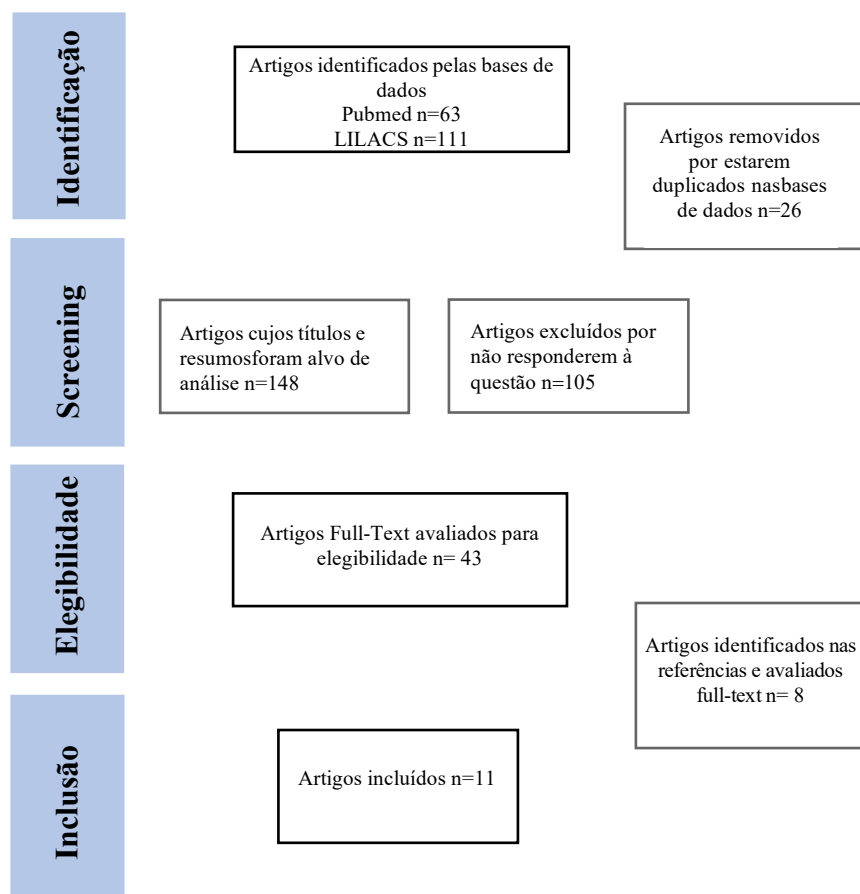 Identificação
Artigos identificados pelas bases de
dados
Pubmed n=63
LILACS n=111
Artigos removidos
por estarem
duplicados nasbases
de dados n=26
Screening
Artigos cujos títulos e
resumosforam alvo de
análise n=148
Artigos excluídos por
não responderem à
questão n=105
Elegibilidade
Artigos Full-Text avaliados para
elegibilidade n= 43
Artigos identificados nas
referências e avaliados
full-text n= 8
Inclusão
Artigos incluídos n=11